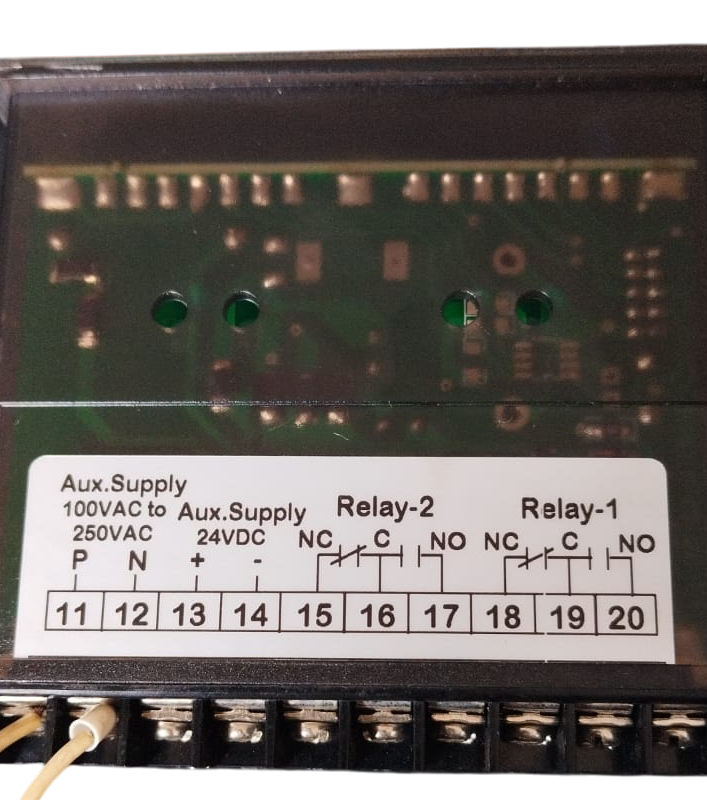 Aux.Supply
100VAC to
250VAC
P N
Aux.Supply
24VDC
+ -
Relay-2
NC C NO
Relay-1
NC C NO
11 12 13 14 15 16 17 18 19 20